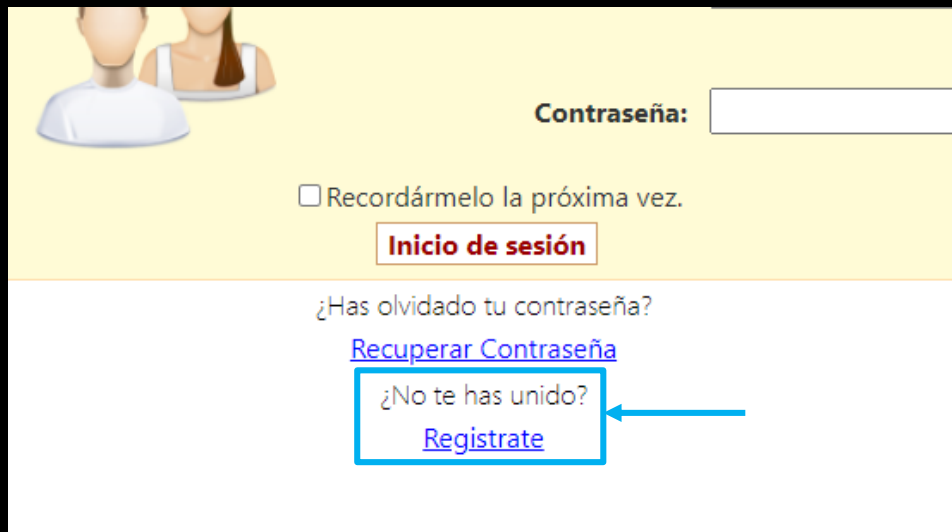 Contraseña:
Recordármelo la próxima vez.
Inicio de sesión
¿Has olvidado tu contraseña?
Recuperar Contraseña
¿No te has unido?
Registrate